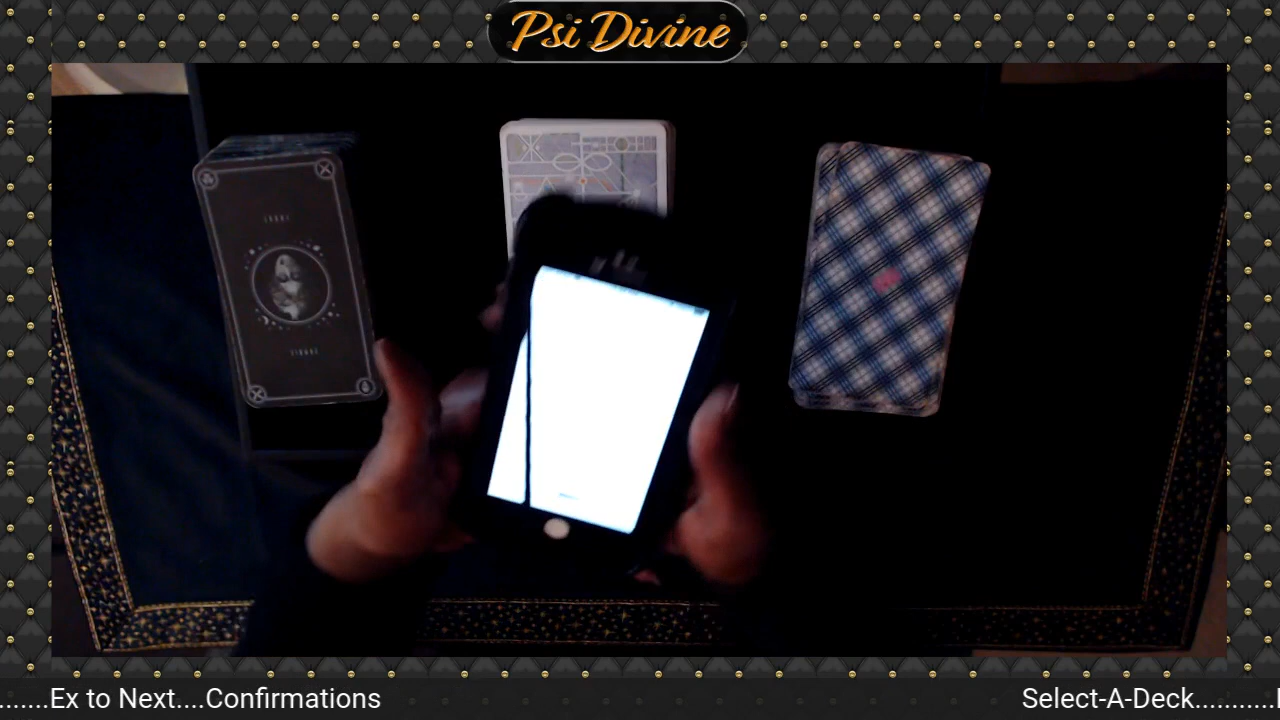 Psi Divine
.......Ex to Next....Confirmations
Select-A-Deck...........